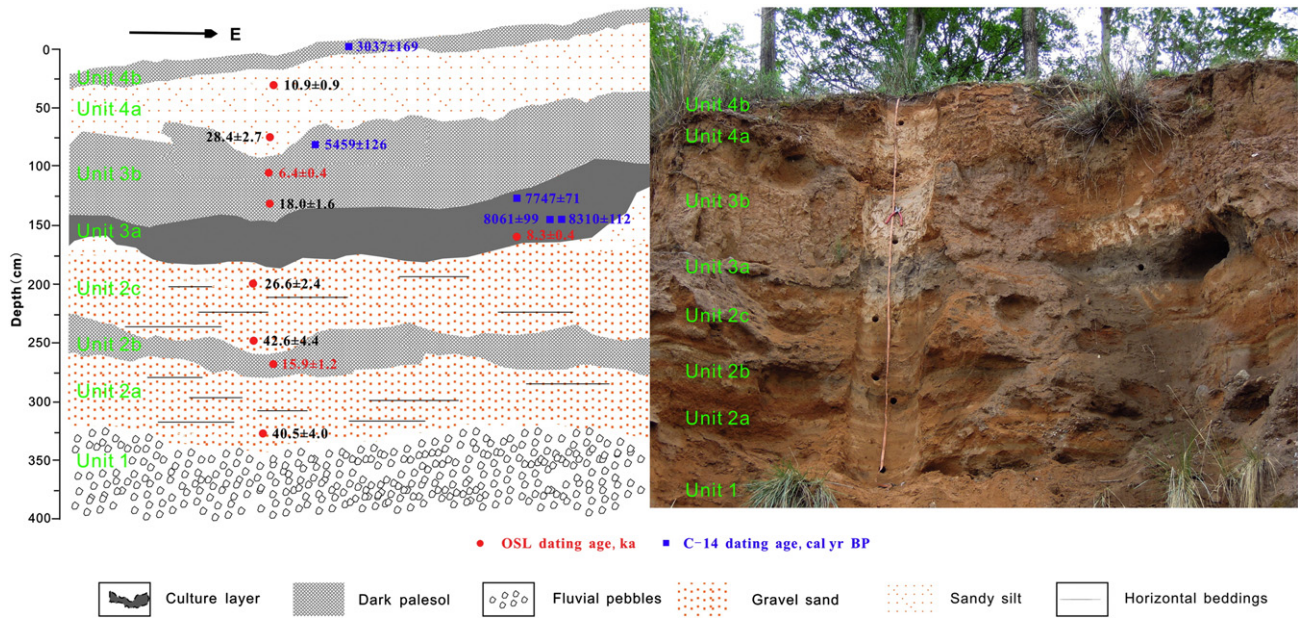 E
0
50
100
150
200
250
300
350
400
Depth(cm)
Unit 4b
Unit 4a
Unit 3b
Unit 3a
Unit 2c
Unit 2b
Unit 2a
Unit 1
3037±169
10.9±0.9
28.4±2.7
5459±126
6.4±0.4
18.0±1.6
7747±71
8061±99
8310±112
8.3±0.4
26.6±2.4
42.6±4.4
15.9±1.2
40.5±4.0
Unit 4b
Unit 4a
Unit 3b
Unit 3a
Unit 2c
Unit 2b
Unit 2a
Unit 1
OSL dating age, ka
C-14 dating age, cal yr BP
Culture layer
Dark palesol
Fluvial pebbles
Gravel sand
Sandy silt
Horizontal beddings